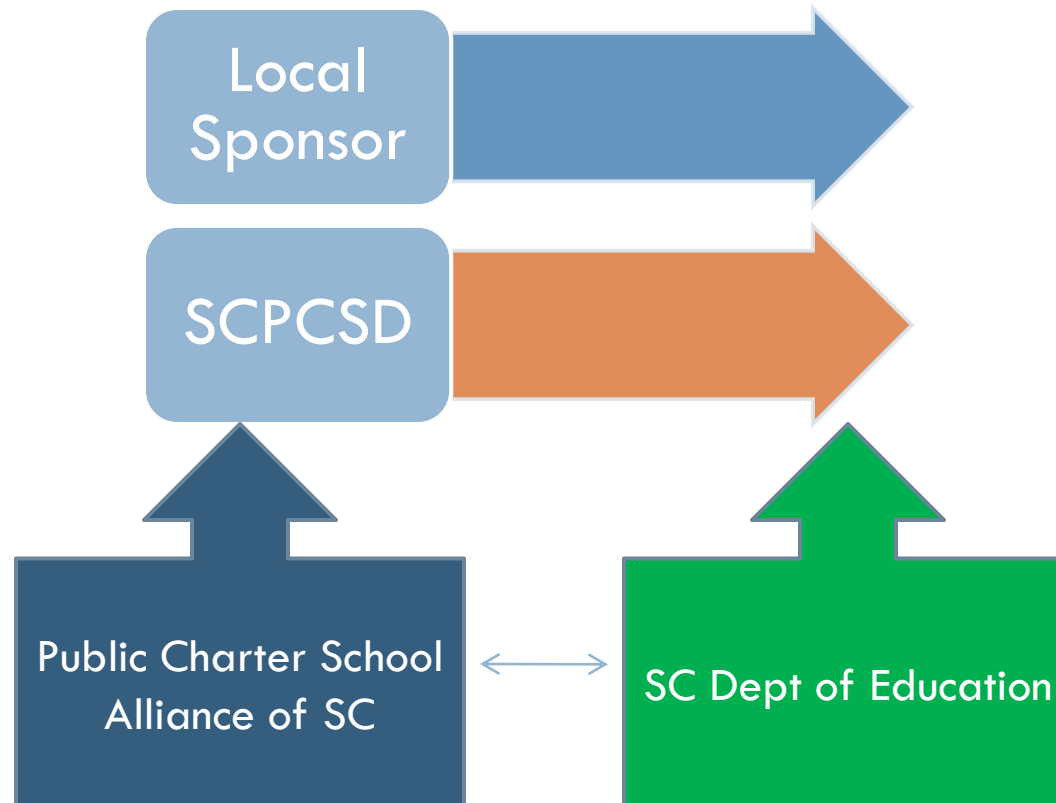 Local
Sponsor
SCPCSD
Public Charter School
Alliance of SC
SC Dept of Education